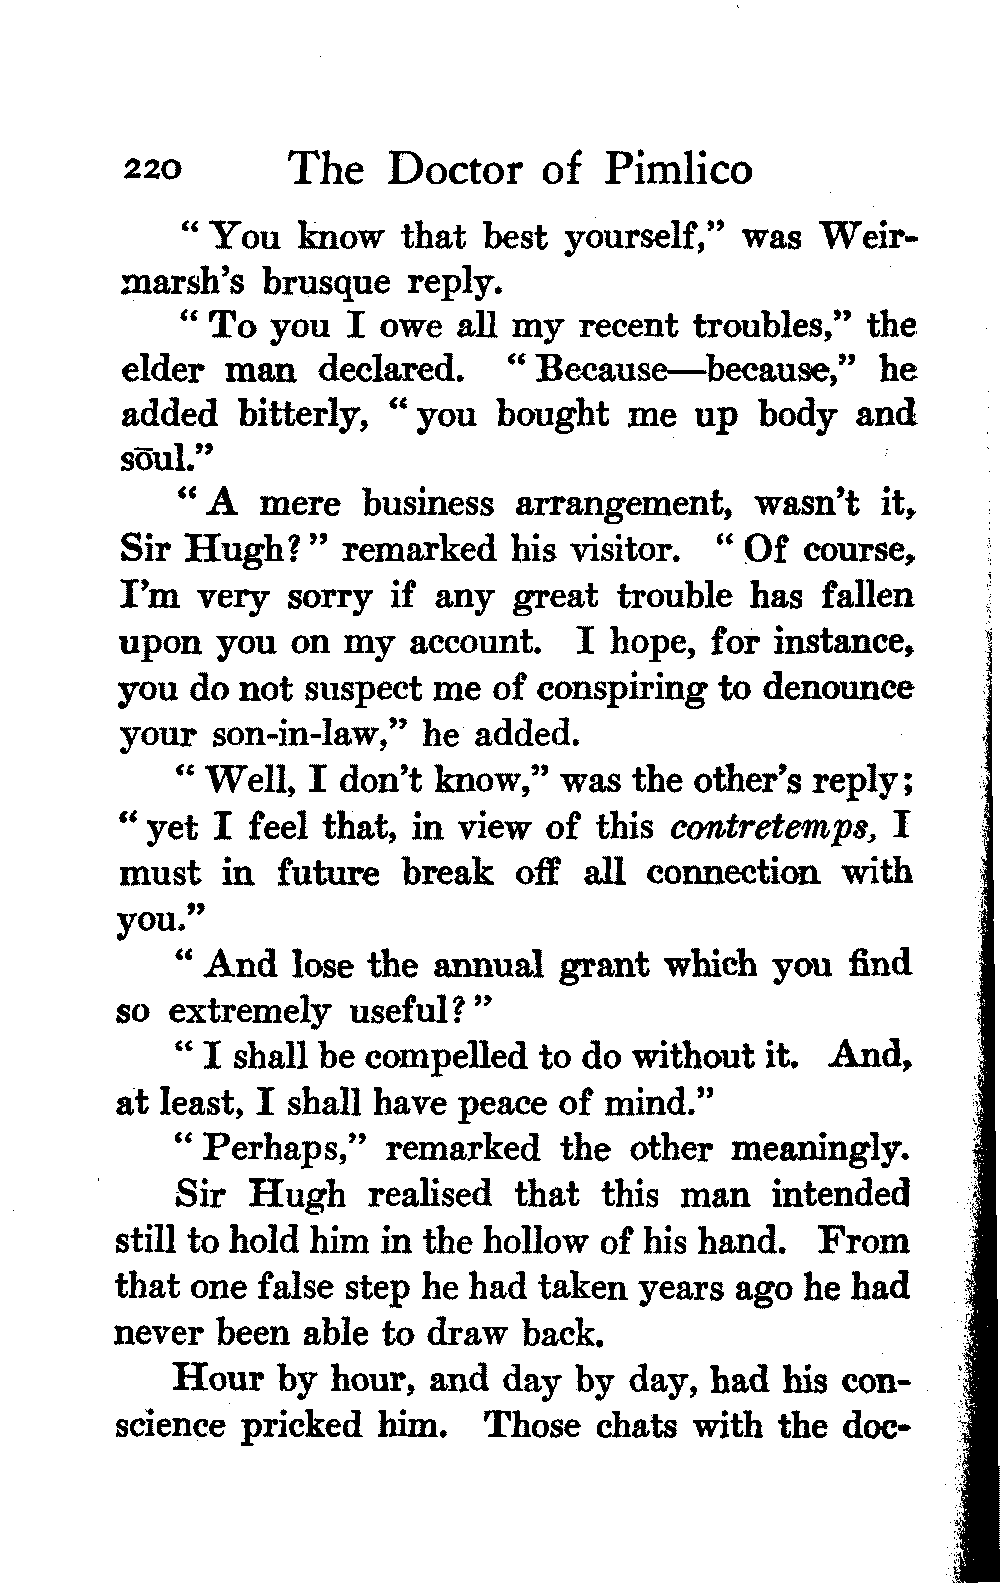 220 The Doctor of Pimlico
“ You know that best yourself,” was Weir-
marsh’s brusque reply.
“ To you I owe all my recent troubles,” the
elder man declared. “ Because—because,” he
added bitterly, “ you bought me up body and
soul.”
“ A mere business arrangement, wasn’t it,
Sir Hugh? ” remarked his visitor. “ Of course,
I’m very sorry if any great trouble has fallen
upon you on my account. I hope, for instance,
you do not suspect me of conspiring to denounce
your son-in-law,” he added.
“ Well, I don’t know,” was the other’s reply;
“ yet I feel that, in view of this contretemps, I
must in future break off all connection with
you.”
“ And lose the annual grant which you find
so extremely useful? ”
“ I shall be compelled to do without it. And,
at least, I shall have peace of mind.”
“ Perhaps,” remarked the other meaningly.
Sir Hugh realised that this man intended
still to hold him in the hollow of his hand. From
that one false step he had taken years ago he had
never been able to draw back.
Hour by hour, and day by day, had his con-
science pricked him. Those chats with the doc-